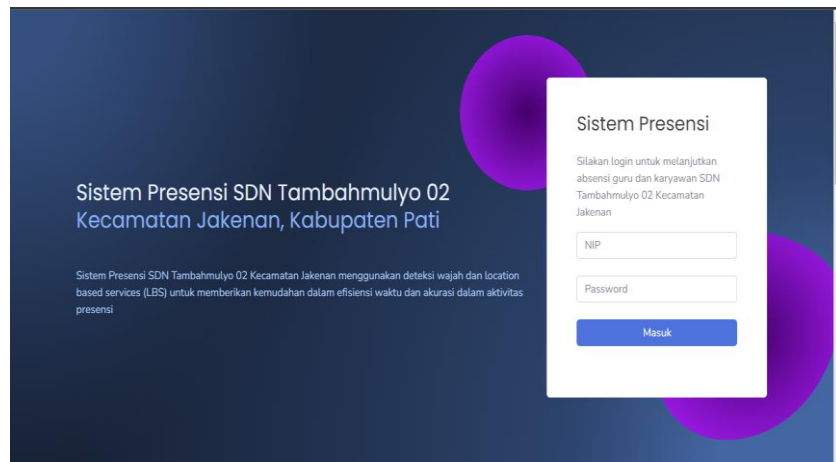 Sistem Presensi SDN Tambahmulyo 02
Kecamatan Jakenan, Kabupaten Pati
Sistem Presensi SDN Tambahmulyo 02 Kecamatan Jakenan menggunakan deteksi wajah dan location
based services (LBS) untuk memberikan kemudahan dalam efisiensi waktu dan akurasi dalam aktivitas
presensi
Sistem Presensi
Silakan login untuk melanjutkan
absensi guru dan karyawan SDN
Tambahmulyo 02 Kecamatan
Jakenan
NIP
Password
Masuk